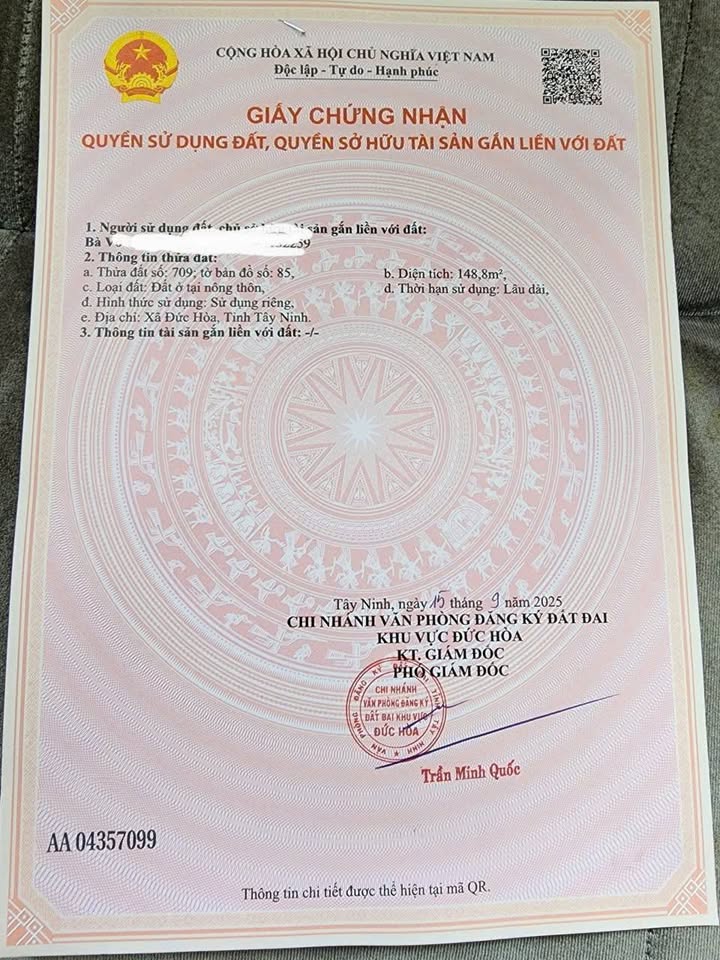 CỘNG HÒA XÃ HỘI CHỦ NGHĨA VIỆT NAM
Độc lập - Tự do - Hạnh phúc
GIẤY CHỨNG NHẬN
QUYỀN SỬ DỤNG ĐẤT, QUYỀN SỞ HỮU TÀI SẢN GẮN LIỀN VỚI ĐẤT
1. Người sử dụng đất, chủ sở hữu tài sản gắn liền với đất:
Bà
2. Thông tin thửa đất:
a. Thửa đất số: 709; tờ bản đồ số: 85, b. Diện tích: 148,8m²,
c. Loại đất: Đất ở tại nông thôn, d. Thời hạn sử dụng: Lâu dài,
đ. Hình thức sử dụng: Sử dụng riêng,
e. Địa chỉ: Xã Đức Hòa, Tỉnh Tây Ninh.
3. Thông tin tài sản gắn liền với đất: -/-
Tây Ninh, ngày 15 tháng 9 năm 2025
CHI NHÁNH VĂN PHÒNG ĐĂNG KÝ ĐẤT ĐAI
KHU VỰC ĐỨC HÒA
KT. GIÁM ĐỐC
PHÓ GIÁM ĐỐC
CHI NHÁNH
VĂN PHÒNG ĐĂNG KÝ
ĐẤT ĐAI KHU VỰC
ĐỨC HÒA
Trần Minh Quốc
AA 04357099
Thông tin chi tiết được thể hiện tại mã QR.